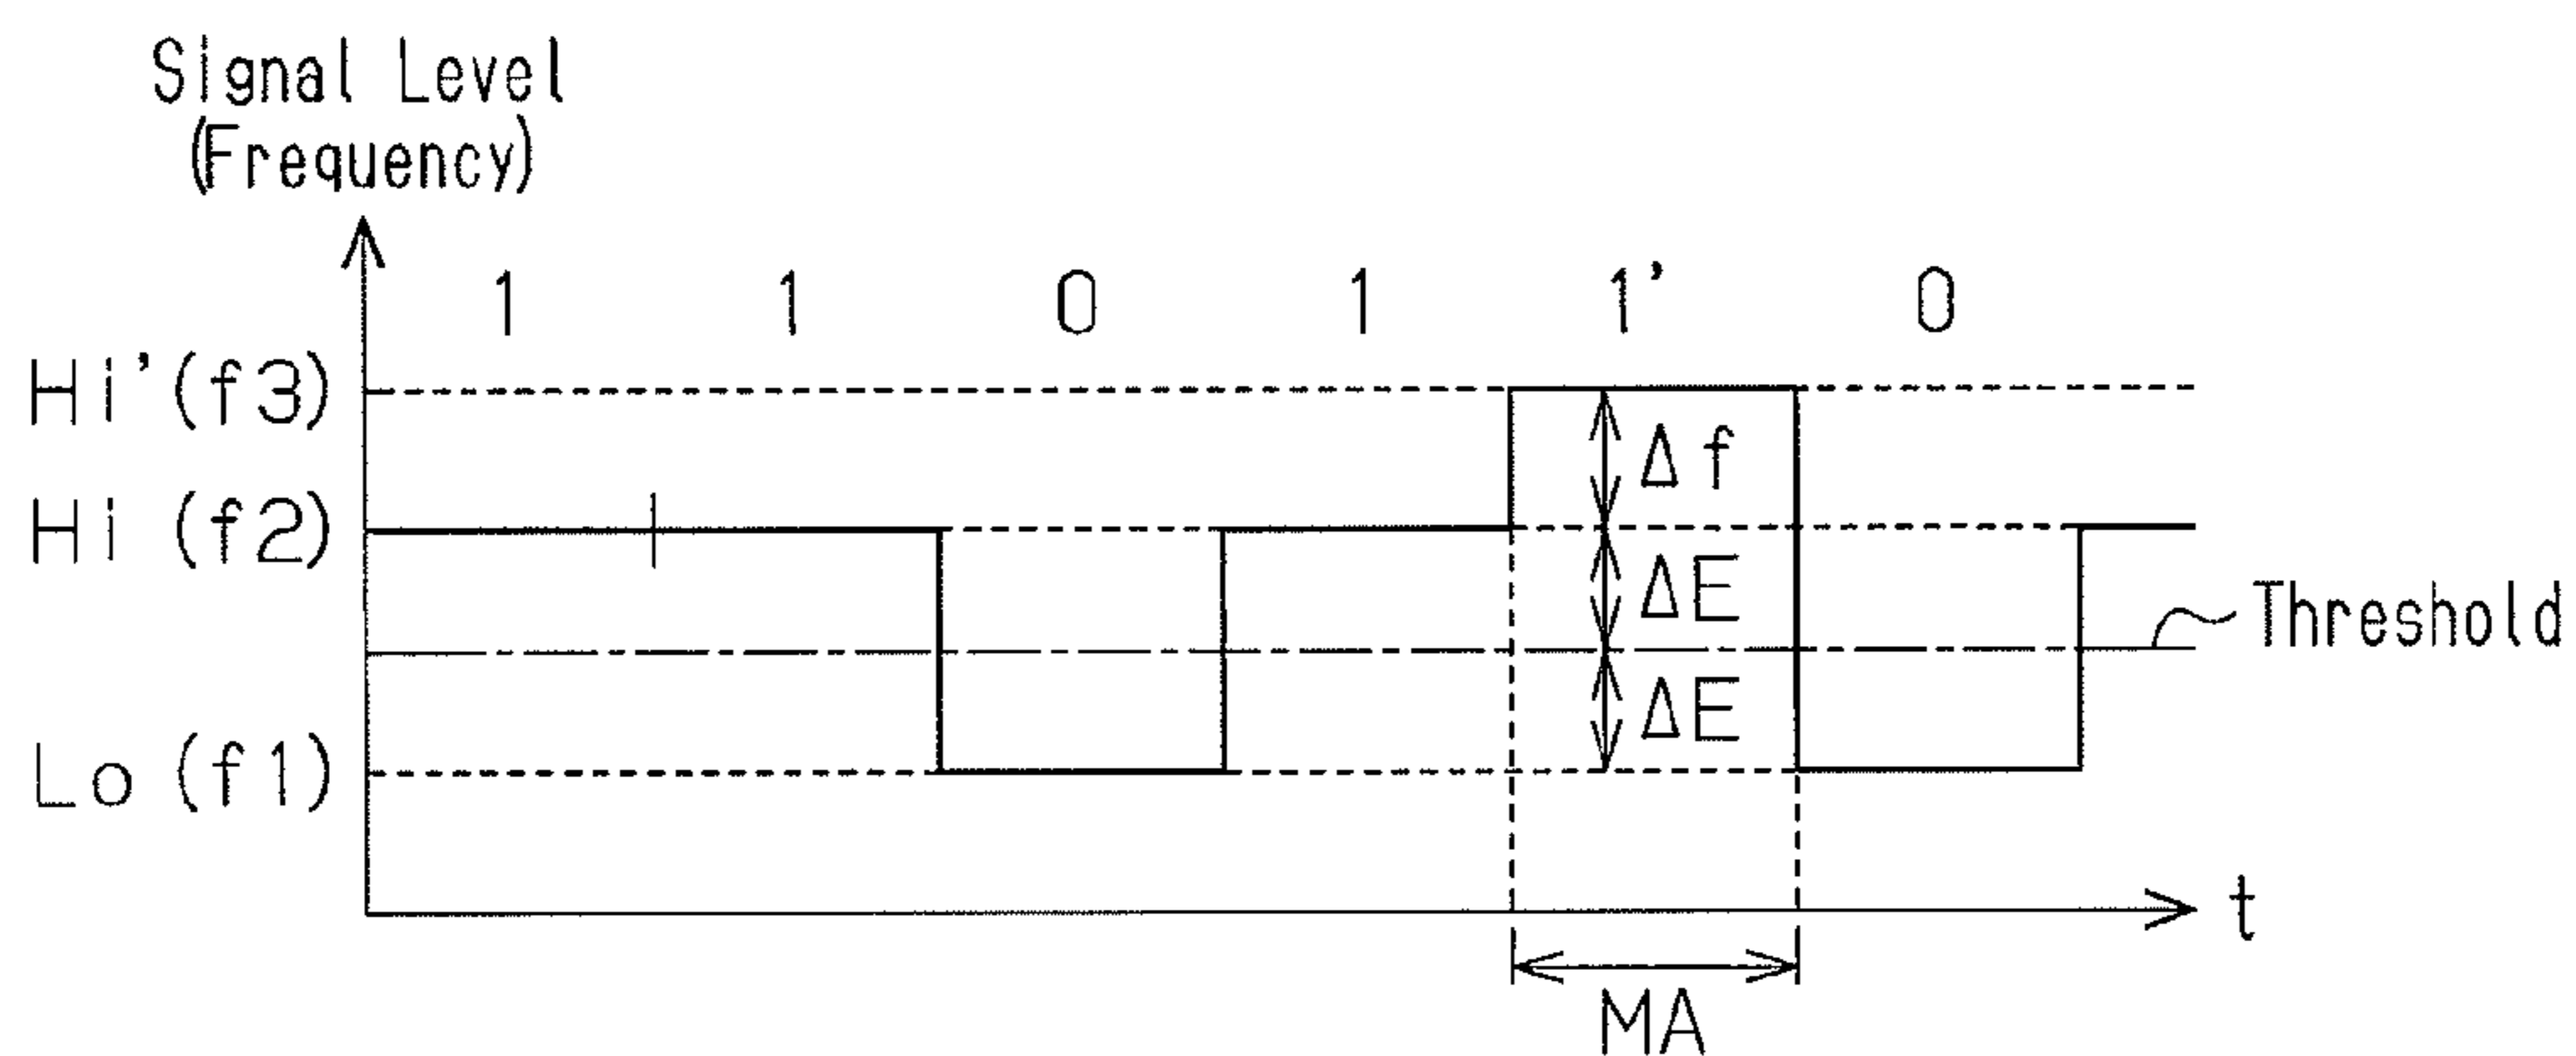 Signal Level
(Frequency)
1 1 0 1 1' 0
Hi'(f3)
Δf
Hi (f2)
ΔE
Threshold
ΔE
Lo (f1)
t
MA